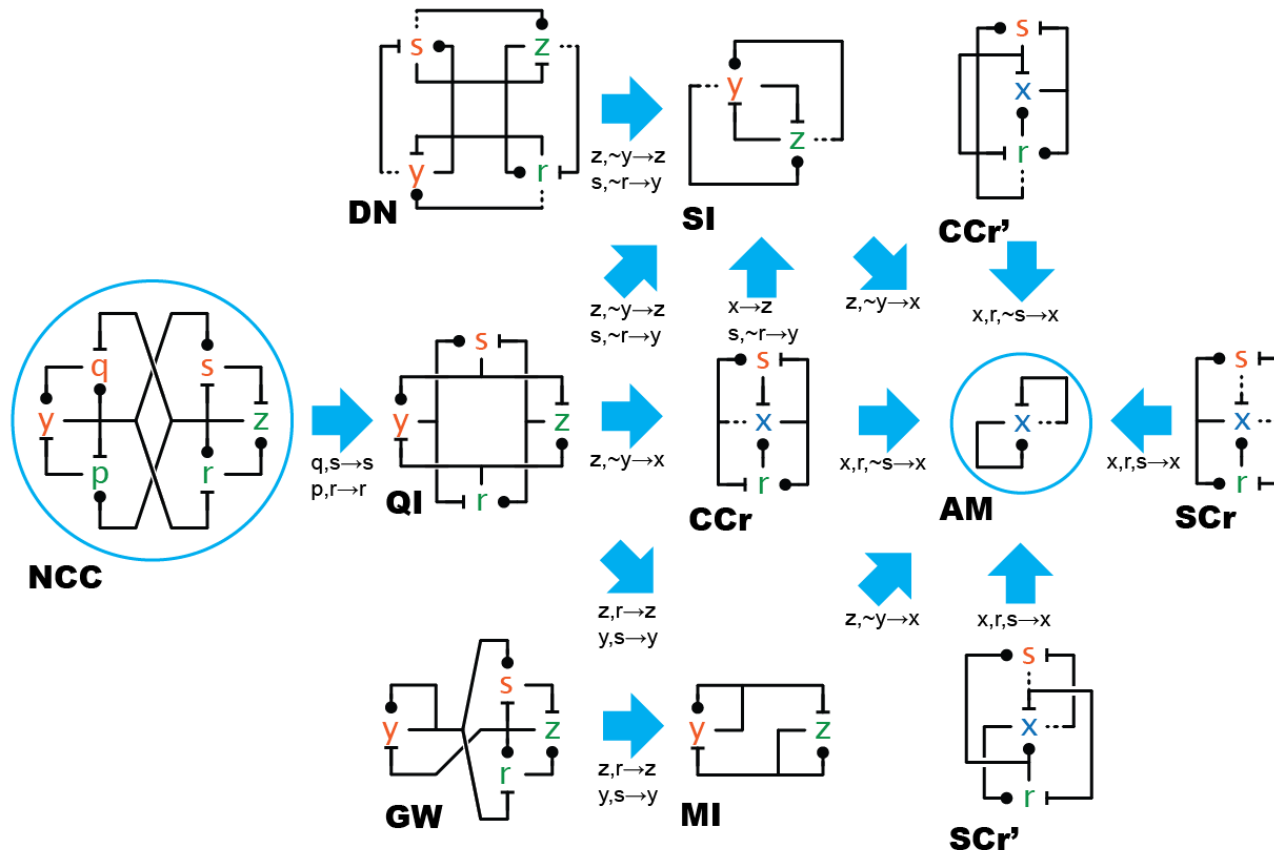 s
z
y
r
DN
z,~y→z
s,~r→y
y
z
SI
s
x
r
CCr’
z,~y→z
s,~r→y
x→z
s,~r→y
z,~y→x
x,r,~s→x
q
s
y
z
p
r
NCC
q,s→s
p,r→r
s
y
z
r
QI
z,~y→x
s
x
r
CCr
x,r,~s→x
x
AM
x,r,s→x
s
x
r
SCr
z,r→z
y,s→y
z,~y→x
x,r,s→x
s
y
z
r
GW
z,r→z
y,s→y
y
z
MI
s
x
r
SCr’